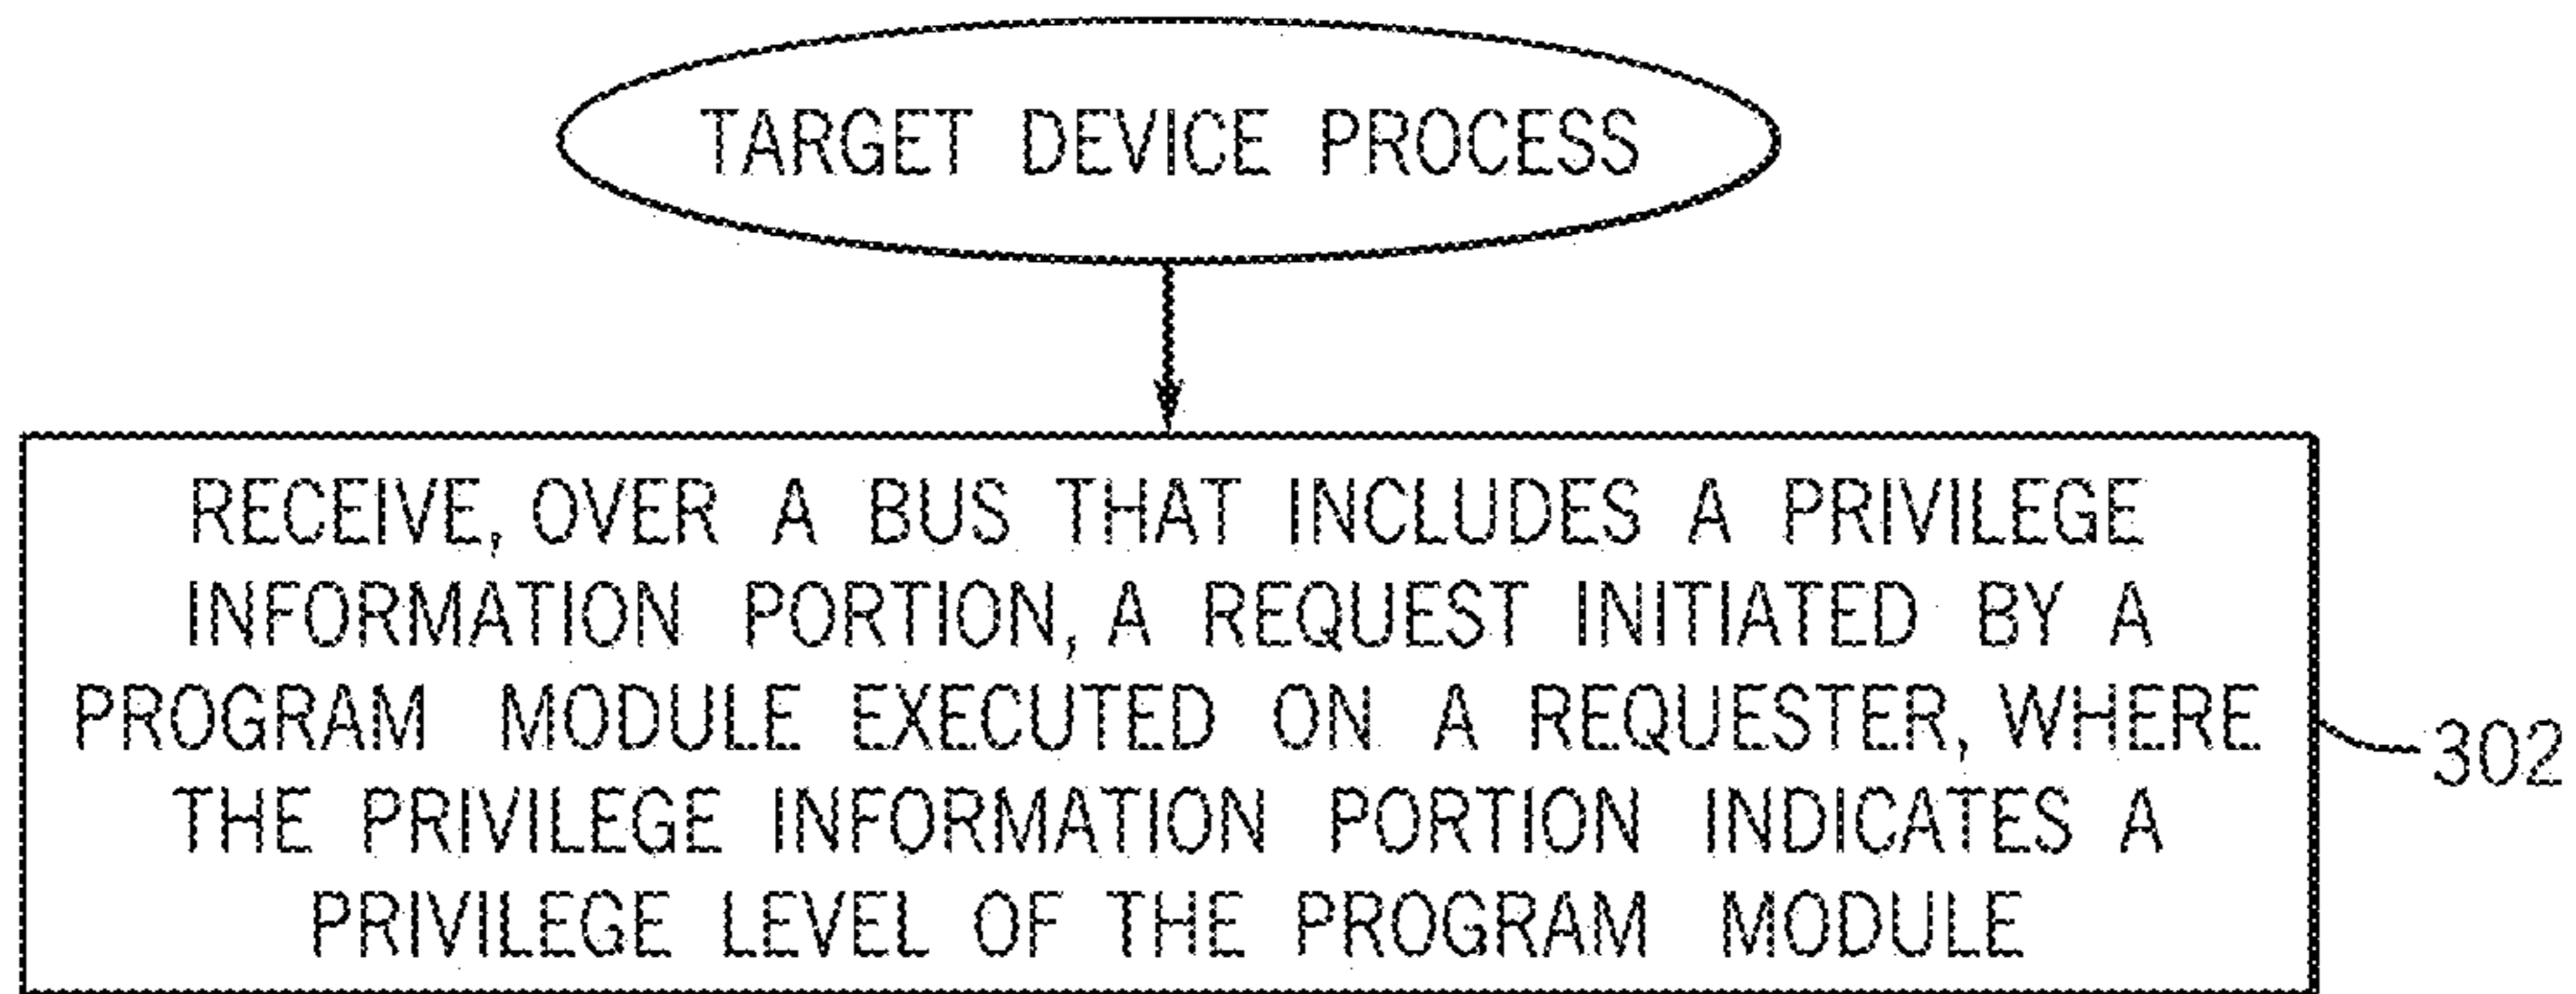 TARGET DEVICE PROCESS
RECEIVE, OVER A BUS THAT INCLUDES A PRIVILEGE
INFORMATION PORTION, A REQUEST INITIATED BY A
PROGRAM MODULE EXECUTED ON A REQUESTER, WHERE
THE PRIVILEGE INFORMATION PORTION INDICATES A
PRIVILEGE LEVEL OF THE PROGRAM MODULE
302